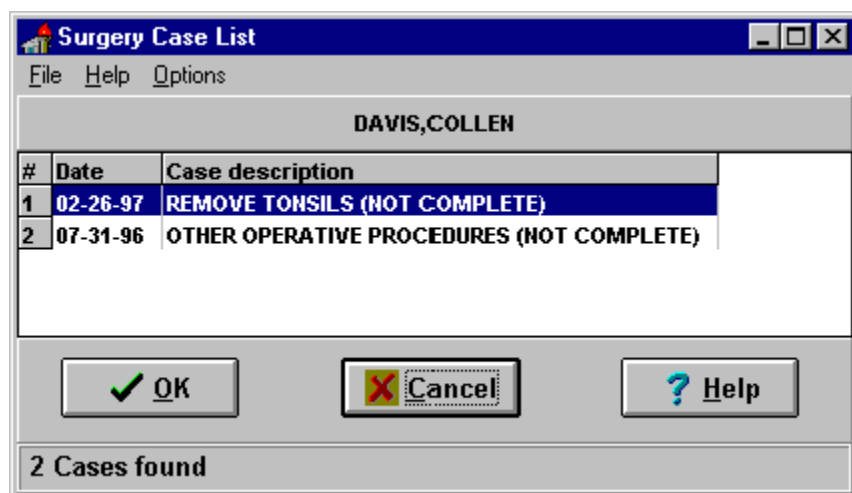 Surgery Case List
File Help Options
DAVIS,COLLEN
# Date Case description
1 02-26-97 REMOVE TONSILS (NOT COMPLETE)
2 07-31-96 OTHER OPERATIVE PROCEDURES (NOT COMPLETE)
OK Cancel ? Help
2 Cases found